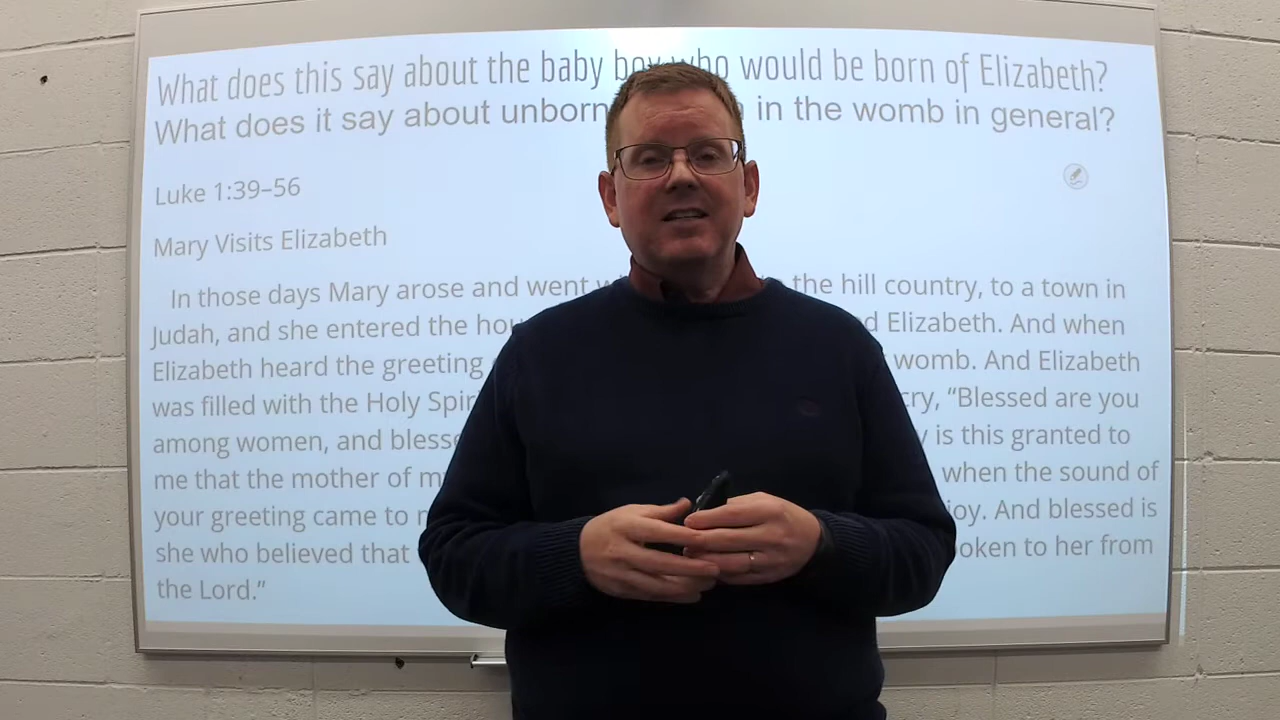 What does this say about the baby boy who would be born of Elizabeth?
What does it say about unborn in the womb in general?
Luke 1:39–56
Mary Visits Elizabeth
In those days Mary arose and went the hill country, to a town in
Judah, and she entered the Elizabeth. And when
Elizabeth heard the greeting womb. And Elizabeth
was filled with the Holy cry, “Blessed are you
among women, and is this granted to
me that the mother of when the sound of
your greeting came to joy. And blessed is
she who believed that to her from
the Lord.”